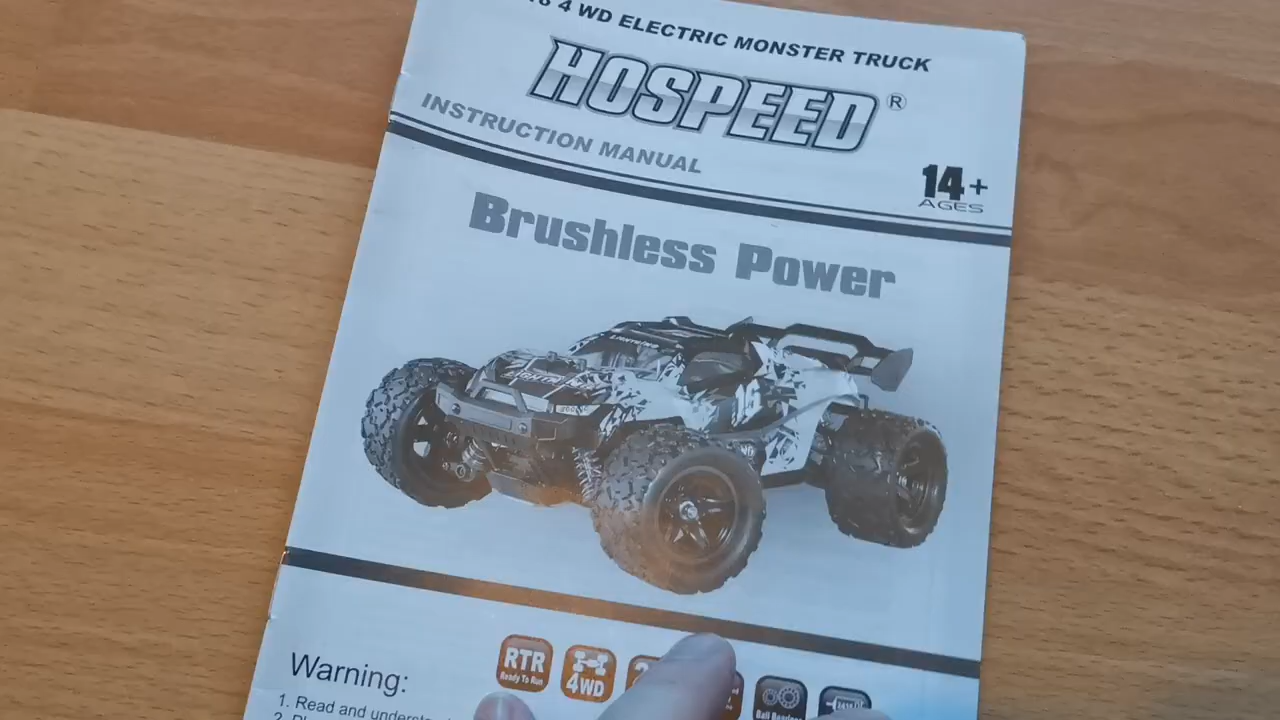 4 WD ELECTRIC MONSTER TRUCK
HOSPEED®
INSTRUCTION MANUAL
14+
AGES
Brushless Power
RTR
Ready To Run
4WD
Warning:
1. Read and
2.